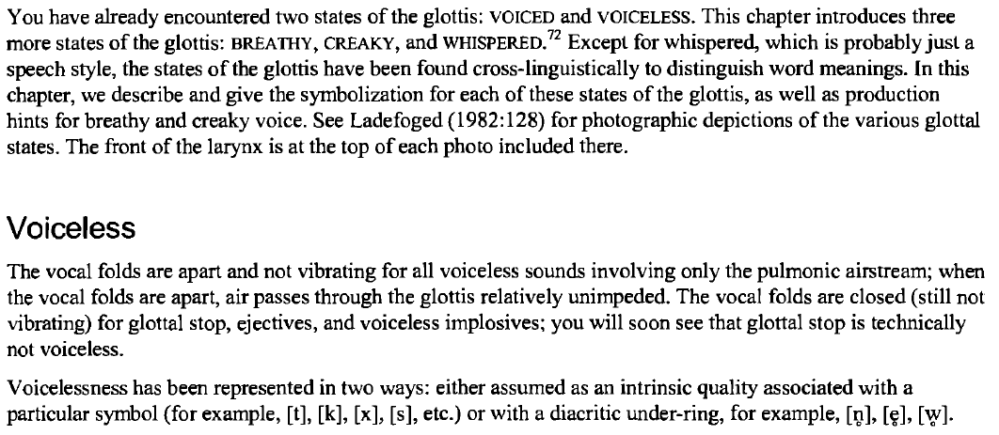 You have already encountered two states of the glottis: VOICED and VOICELESS. This chapter introduces three
more states of the glottis: BREATHY, CREAKY, and WHISPERED.72 Except for whispered, which is probably just a
speech style, the states of the glottis have been found cross-linguistically to distinguish word meanings. In this
chapter, we describe and give the symbolization for each of these states of the glottis, as well as production
hints for breathy and creaky voice. See Ladefoged (1982:128) for photographic depictions of the various glottal
states. The front of the larynx is at the top of each photo included there.
Voiceless
The vocal folds are apart and not vibrating for all voiceless sounds involving only the pulmonic airstream; when
the vocal folds are apart, air passes through the glottis relatively unimpeded. The vocal folds are closed (still not
vibrating) for glottal stop, ejectives, and voiceless implosives; you will soon see that glottal stop is technically
not voiceless.
Voicelessness has been represented in two ways: either assumed as an intrinsic quality associated with a
particular symbol (for example, [t], [k], [x], [s], etc.) or with a diacritic under-ring, for example, [n̥], [e̥], [w̥].